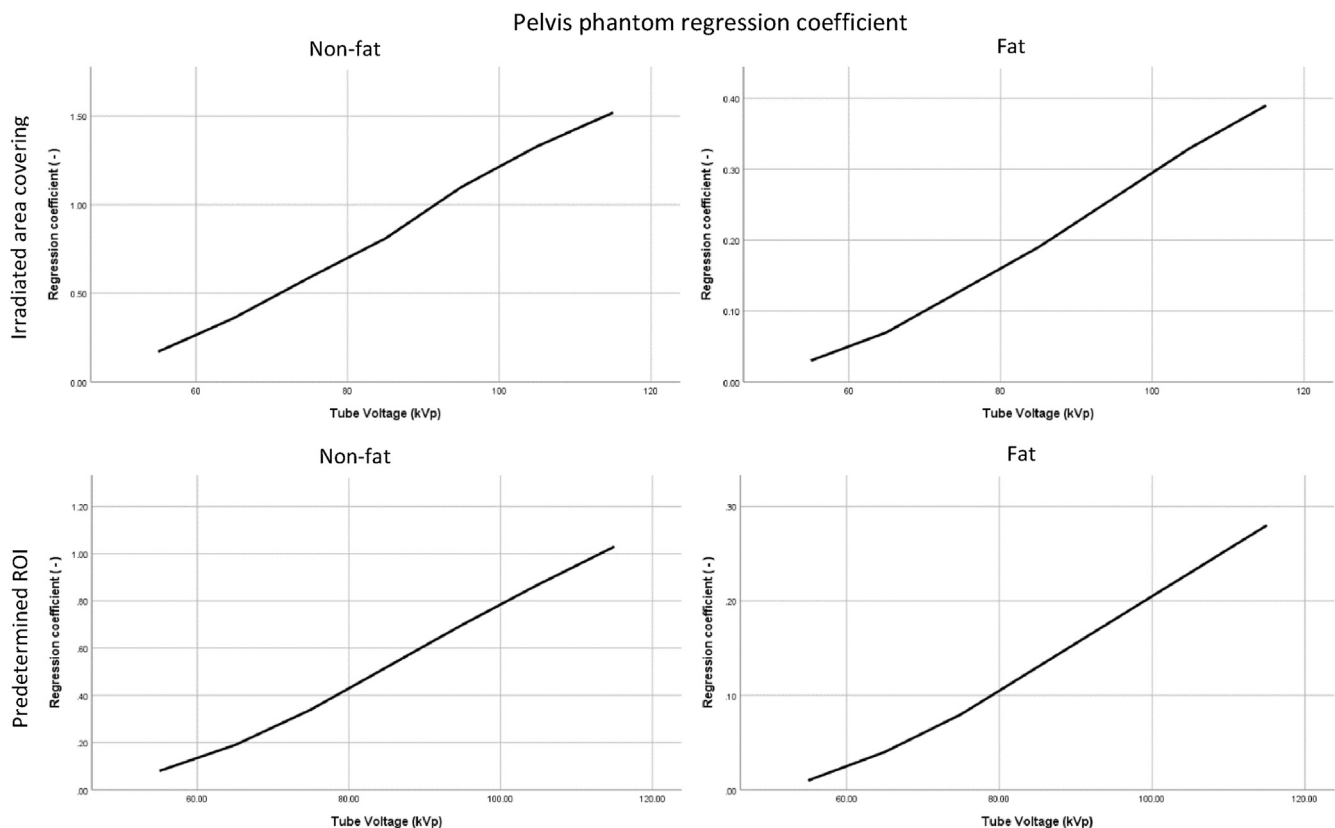 Pelvis phantom regression coefficient
Non-fat
Fat
Irradiated area covering
Regression coefficient ( - )
1.50
1.00
0.50
0.00
60
80
100
120
Tube Voltage (kVp)
Regression coefficient ( - )
0.40
0.30
0.20
0.10
0.00
60
80
100
120
Tube Voltage (kVp)
Non-fat
Fat
Predetermined ROI
Regression coefficient ( - )
1.20
1.00
.80
.60
.40
.20
.00
60.00
80.00
100.00
120.00
Tube Voltage (kVp)
Regression coefficient ( - )
.30
.20
.10
.00
60.00
80.00
100.00
120.00
Tube Voltage (kVp)